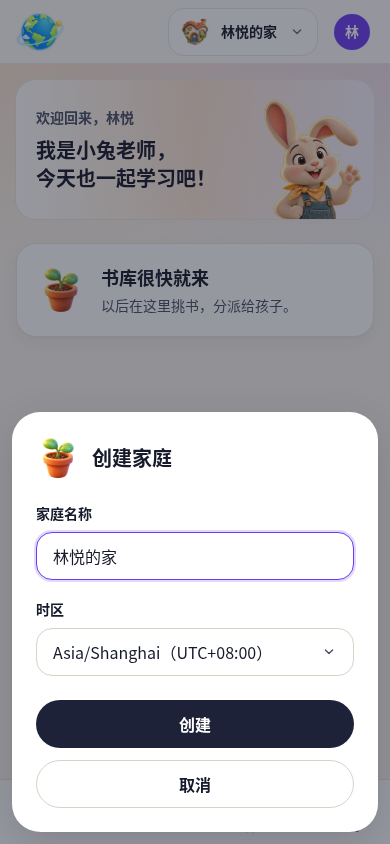 林悦的家
林
欢迎回来，林悦
我是小兔老师，
今天也一起学习吧！
书库很快就来
以后在这里挑书，分派给孩子。
创建家庭
家庭名称
林悦的家
时区
Asia/Shanghai（UTC+08:00）
创建
取消